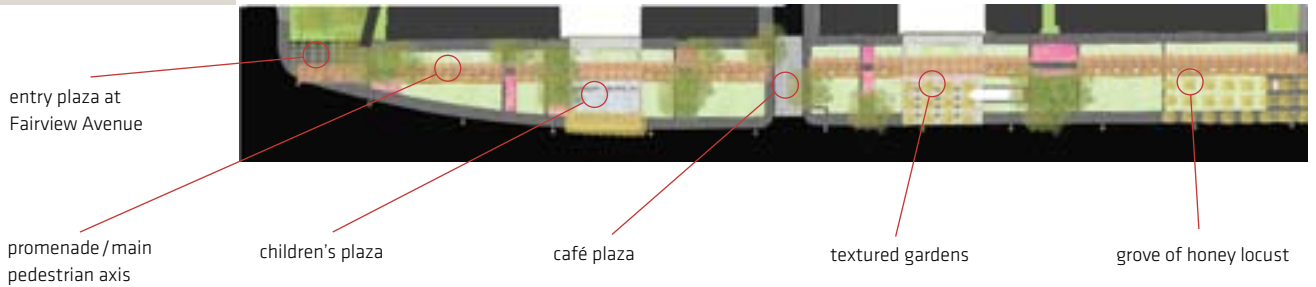 entry plaza at
Fairview Avenue
promenade / main
pedestrian axis
children's plaza
café plaza
textured gardens
grove of honey locust